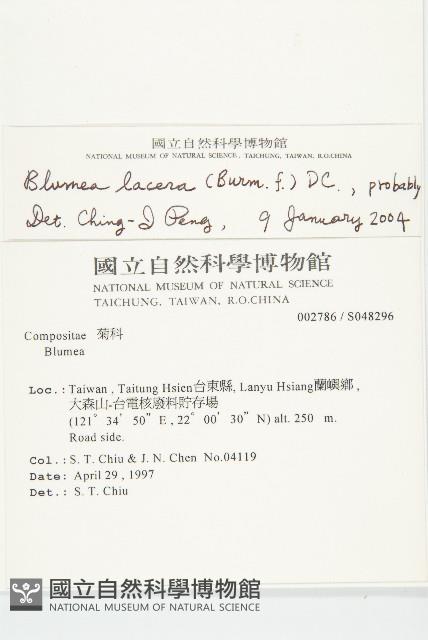 國立自然科學博物館
NATIONAL MUSEUM OF NATURAL SCIENCE, TAICHUNG, TAIWAN, R.O.CHINA
Blumea lacera (Burm. f.) DC., probably
Det. Ching-I Peng, 9 January 2004
國立自然科學博物館
NATIONAL MUSEUM OF NATURAL SCIENCE
TAICHUNG, TAIWAN, R.O.CHINA
002786 / S048296
Compositae 菊科
Blumea
Loc.: Taiwan, Taitung Hsien台東縣, Lanyu Hsiang蘭嶼鄉,
大森山-台電核廢料貯存場
(121° 34' 50" E, 22° 00' 30" N) alt. 250 m.
Road side.
Col.: S. T. Chiu & J. N. Chen No.04119
Date: April 29, 1997
Det.: S. T. Chiu
國立自然科學博物館
NATIONAL MUSEUM OF NATURAL SCIENCE